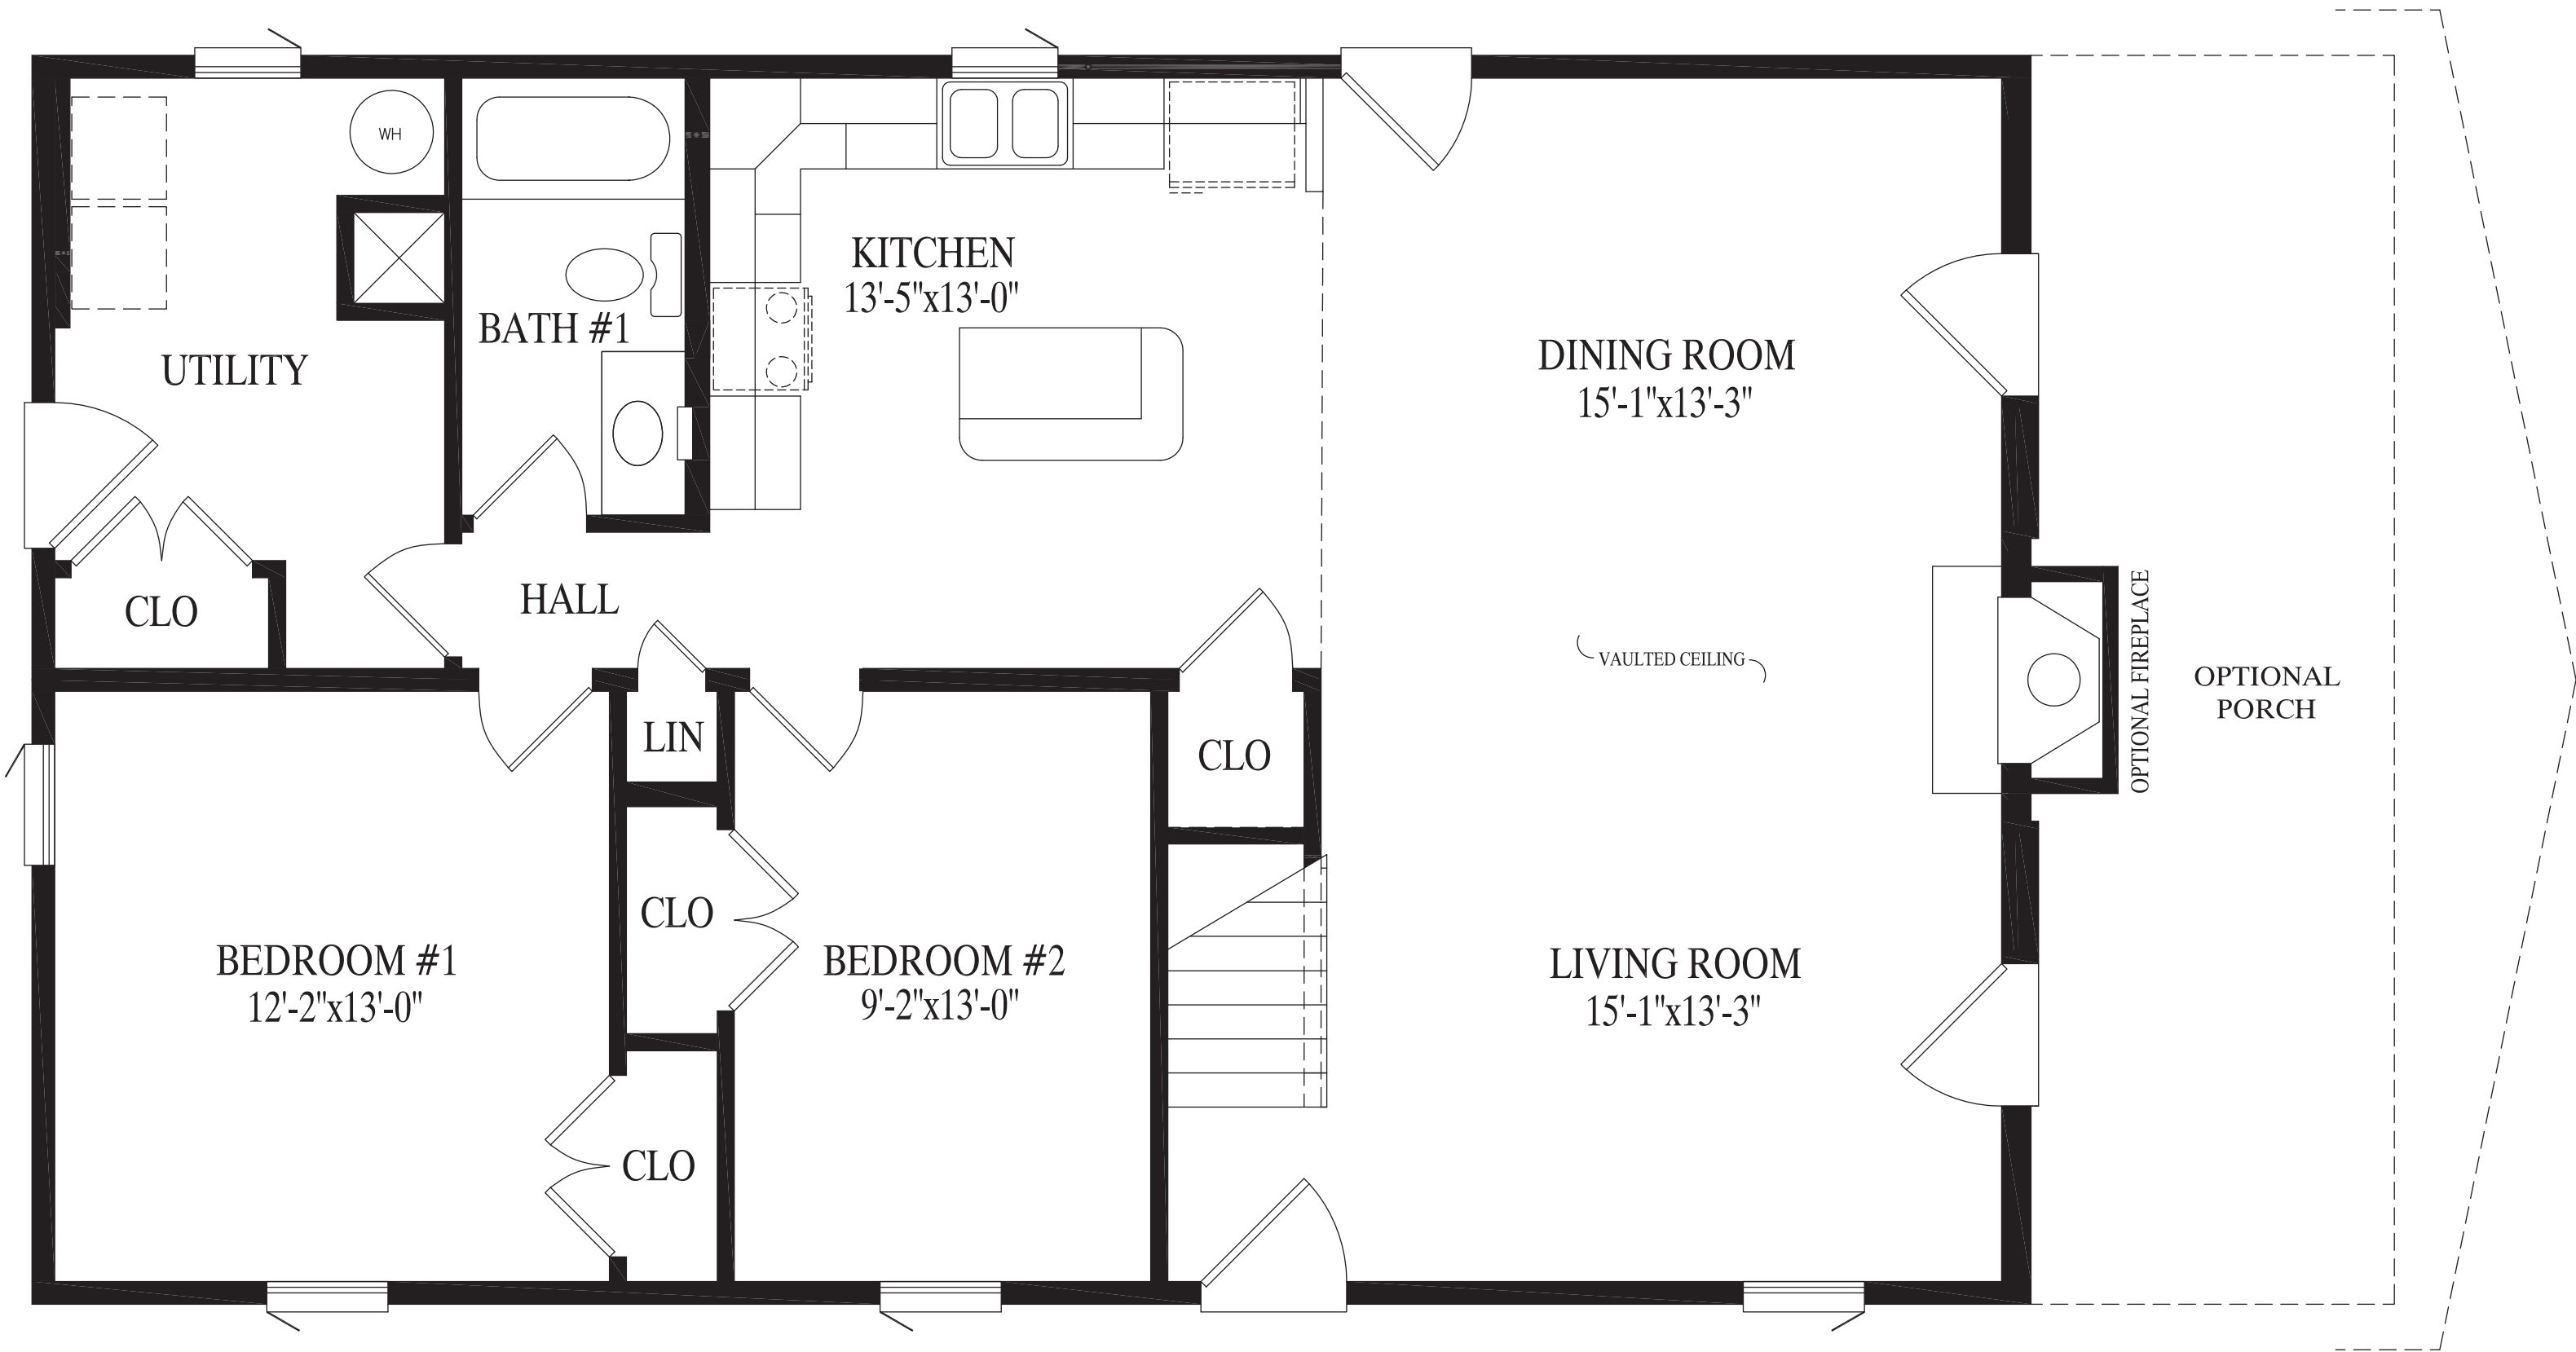 WH
KITCHEN
13'-5"x13'-0"
BATH #1
UTILITY
DINING ROOM
15'-1"x13'-3"
CLO
HALL
VAULTED CEILING
OPTIONAL FIREPLACE
OPTIONAL
PORCH
LIN
CLO
CLO
BEDROOM #1
12'-2"x13'-0"
BEDROOM #2
9'-2"x13'-0"
LIVING ROOM
15'-1"x13'-3"
CLO